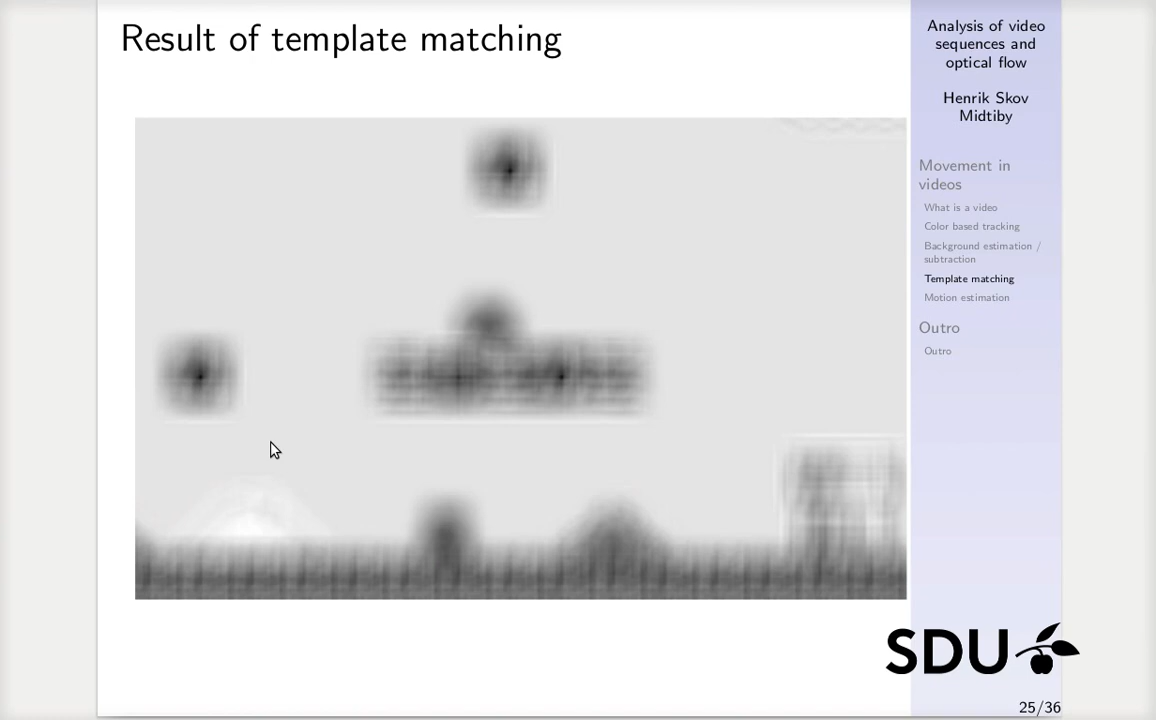 Result of template matching
Analysis of video
sequences and
optical flow
Henrik Skov
Midtiby
Movement in
videos
What is a video
Color based tracking
Background estimation /
subtraction
Template matching
Motion estimation
Outro
Outro
SDU
25/36